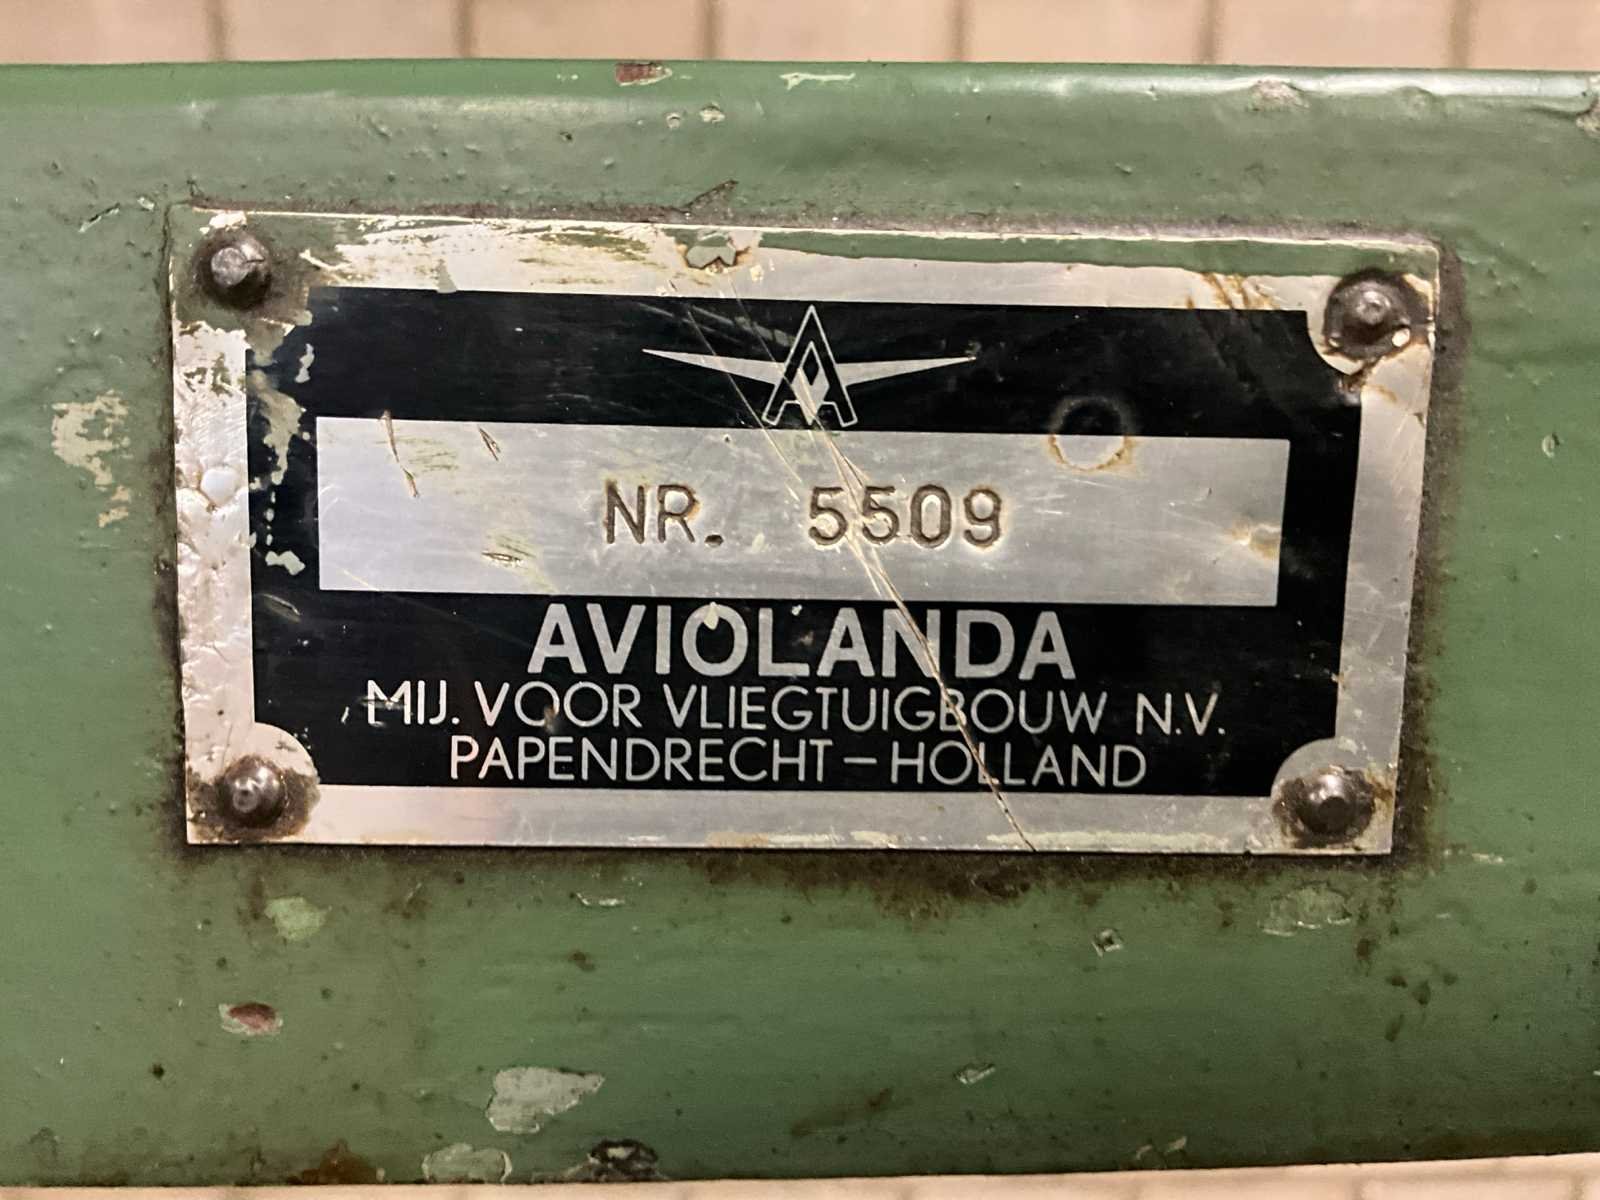 NR. 5509
AVIOLANDA
MIJ. VOOR VLIEGTUIGBOUW N.V.
PAPENDRECHT – HOLLAND